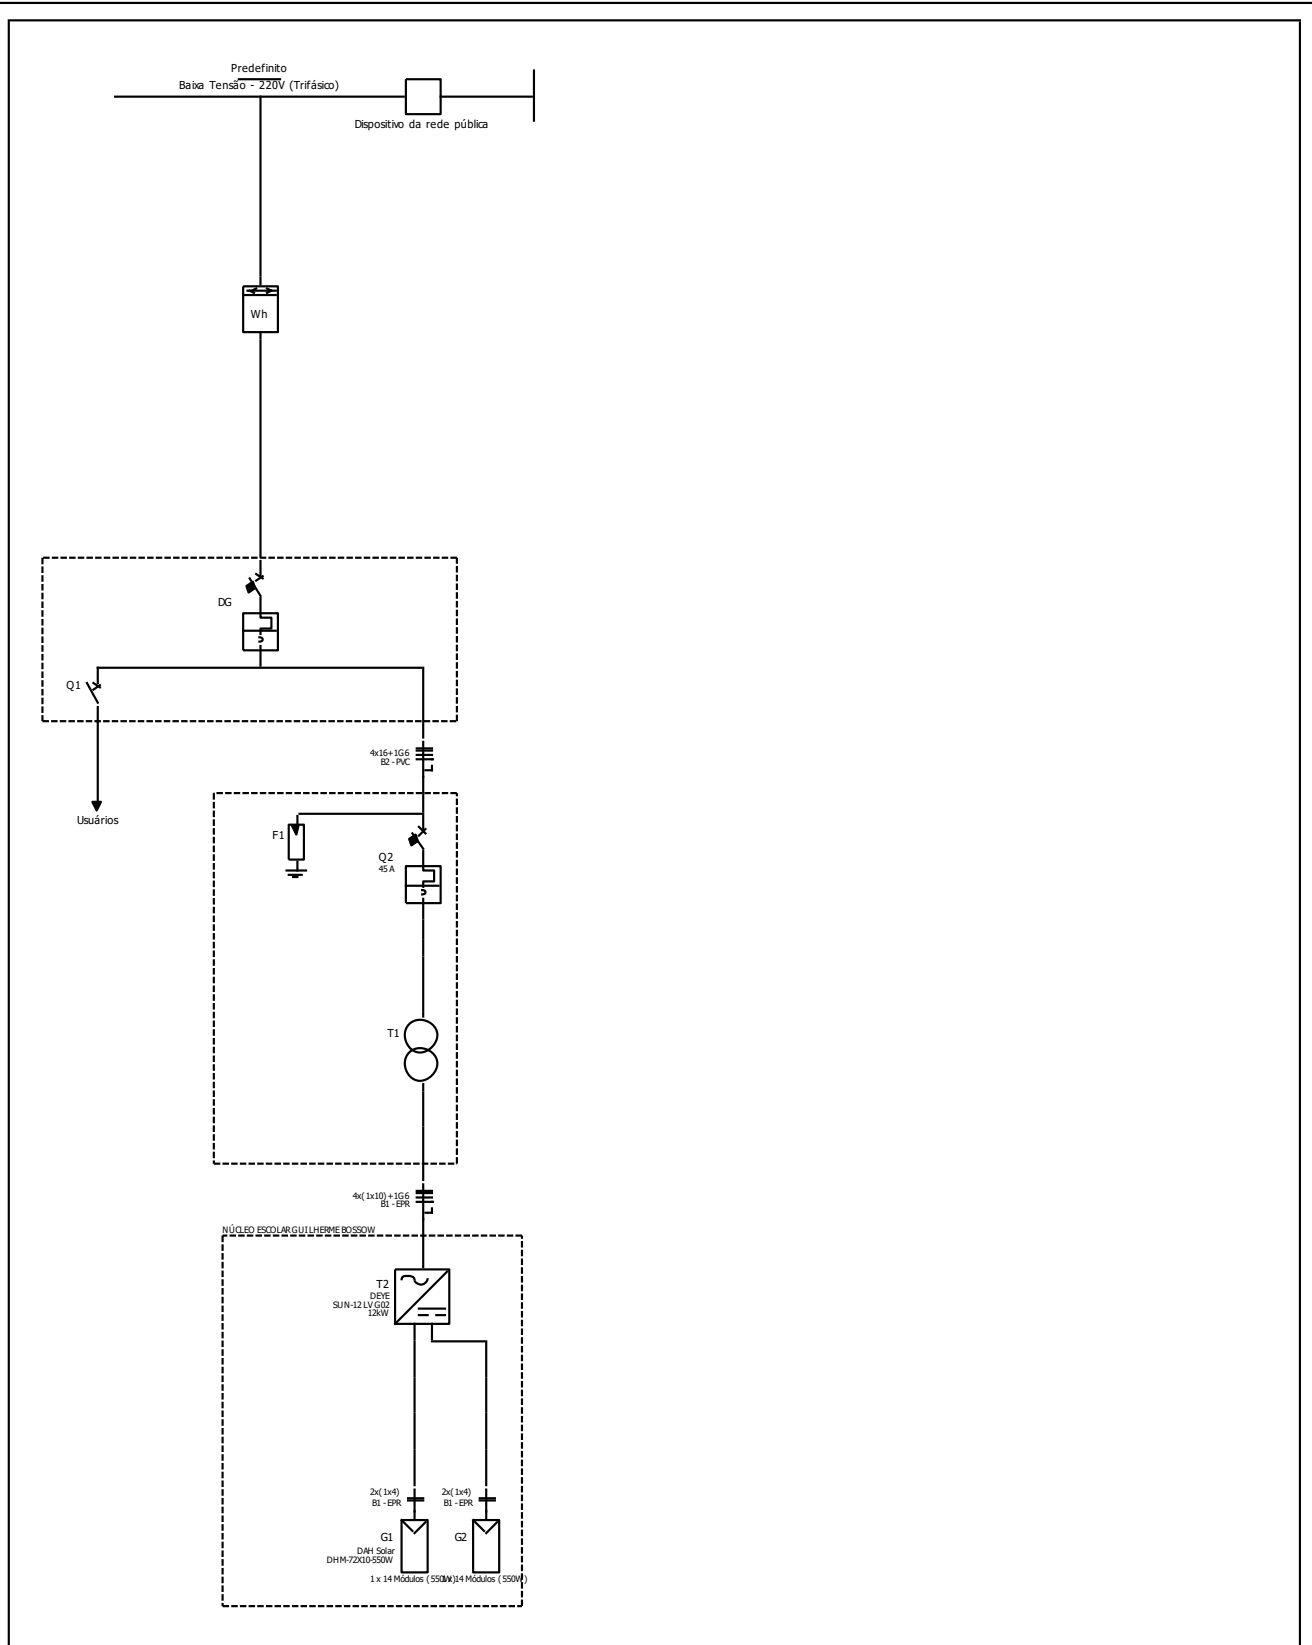 Predefinito
Baixa Tensão - 220V (Trifásico)
Dispositivo da rede pública
Wh
DG
Q1
4x16+1G6
B2 - PVC
Usuários
F1
Q2
45 A
T1
4x(1x10)+1G6
B1 - EPR
NÚCLEO ESCOLAR GUILHERME BOSSOW
T2
DEYE
SUN-12 LV G02
12kW
2x(1x4)
B1 - EPR
2x(1x4)
B1 - EPR
G1
DAH Solar
DHM-72X10-550W
1 x 14 Módulos (550W)
G2
1 x 14 Módulos (550W)